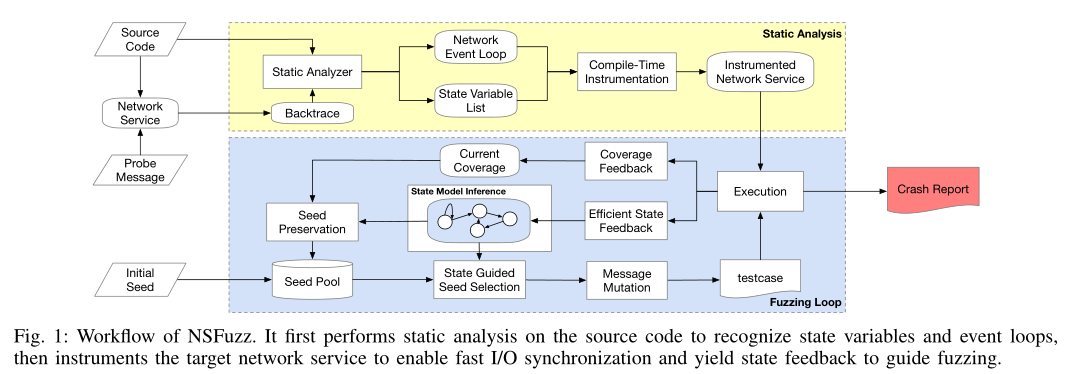 Source
Code
Network
Service
Probe
Message
Static Analysis
Static Analyzer
Backtrace
Network
Event Loop
State Variable
List
Compile-Time
Instrumentation
Instrumented
Network Service
Current
Coverage
Coverage
Feedback
State Model Inference
Efficient State
Feedback
Execution
Crash Report
Seed
Preservation
Initial
Seed
Seed Pool
State Guided
Seed Selection
Message
Mutation
testcase
Fuzzing Loop
Fig. 1: Workflow of NSFuzz. It first performs static analysis on the source code to recognize state variables and event loops,
then instruments the target network service to enable fast I/O synchronization and yield state feedback to guide fuzzing.